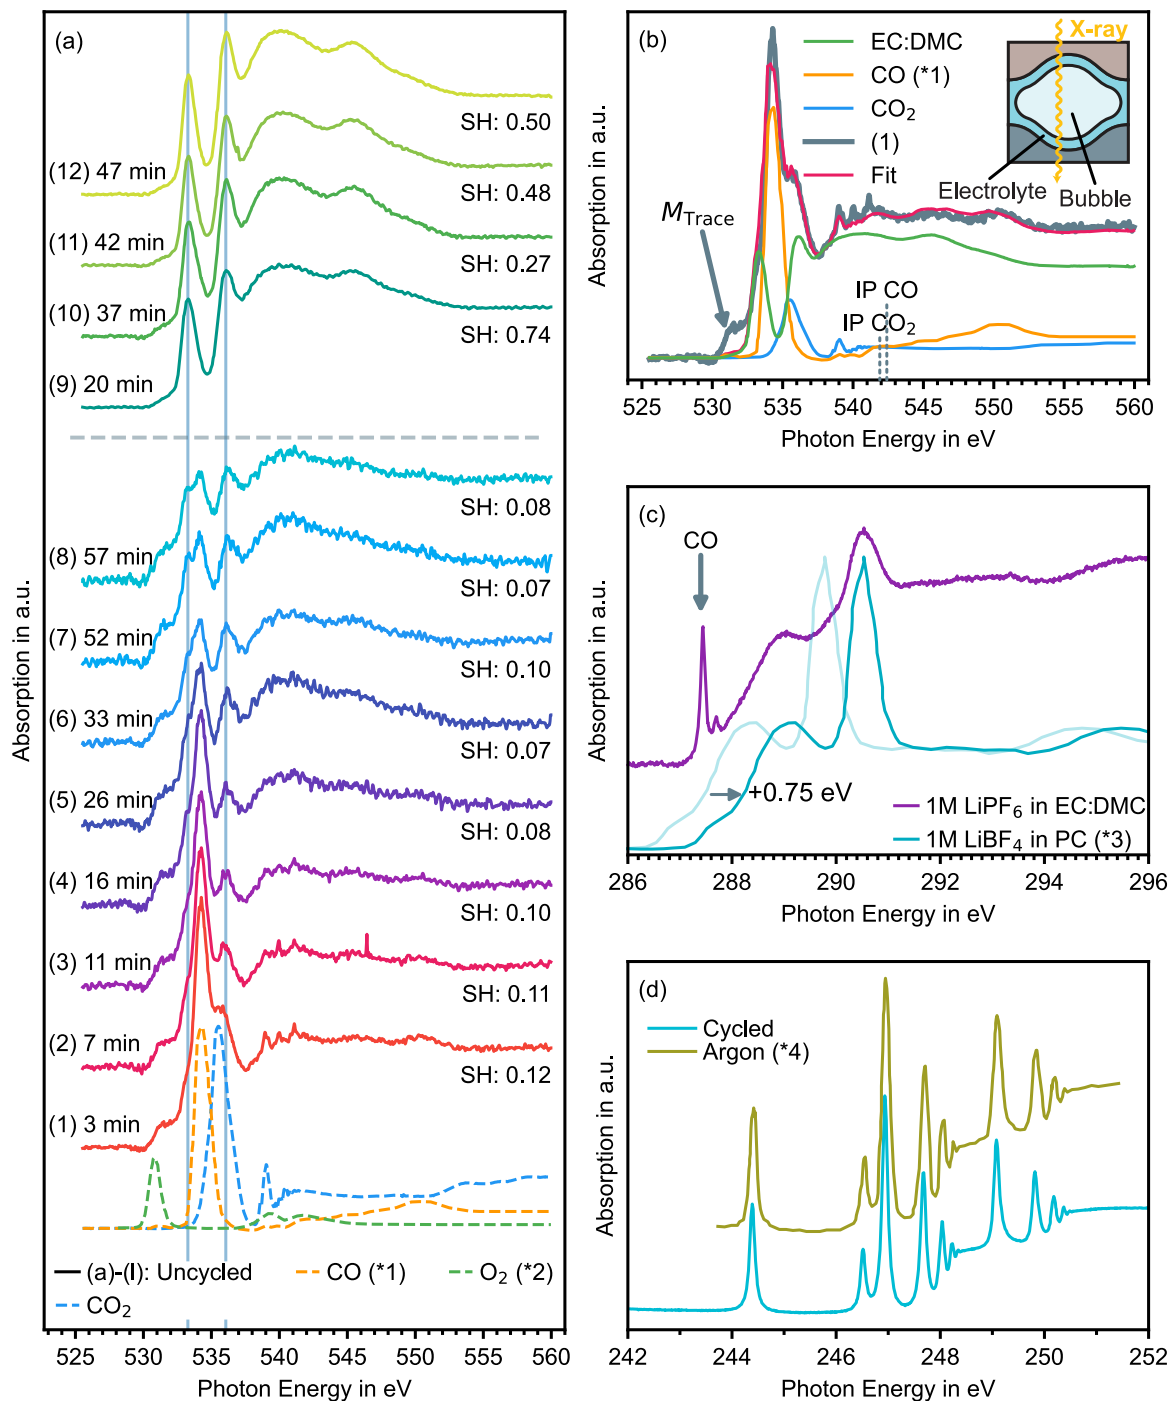 (a)
SH: 0.50
(12) 47 min
SH: 0.48
(11) 42 min
SH: 0.27
(10) 37 min
SH: 0.74
(9) 20 min
SH: 0.08
(8) 57 min
SH: 0.07
(7) 52 min
SH: 0.10
(6) 33 min
SH: 0.07
(5) 26 min
SH: 0.08
(4) 16 min
SH: 0.10
(3) 11 min
SH: 0.11
(2) 7 min
SH: 0.12
(1) 3 min
(a)-(l): Uncycled
CO (*1)
O₂ (*2)
CO₂
525 530 535 540 545 550 555 560
Photon Energy in eV
Absorption in a.u.
(b)
EC:DMC
CO (*1)
CO₂
(1)
Fit
X-ray
Electrolyte
Bubble
M_Trace
IP CO
IP CO₂
525 530 535 540 545 550 555 560
Photon Energy in eV
Absorption in a.u.
(c)
CO
+0.75 eV
1M LiPF₆ in EC:DMC
1M LiBF₄ in PC (*3)
286 288 290 292 294 296
Photon Energy in eV
Absorption in a.u.
(d)
Cycled
Argon (*4)
242 244 246 248 250 252
Photon Energy in eV
Absorption in a.u.